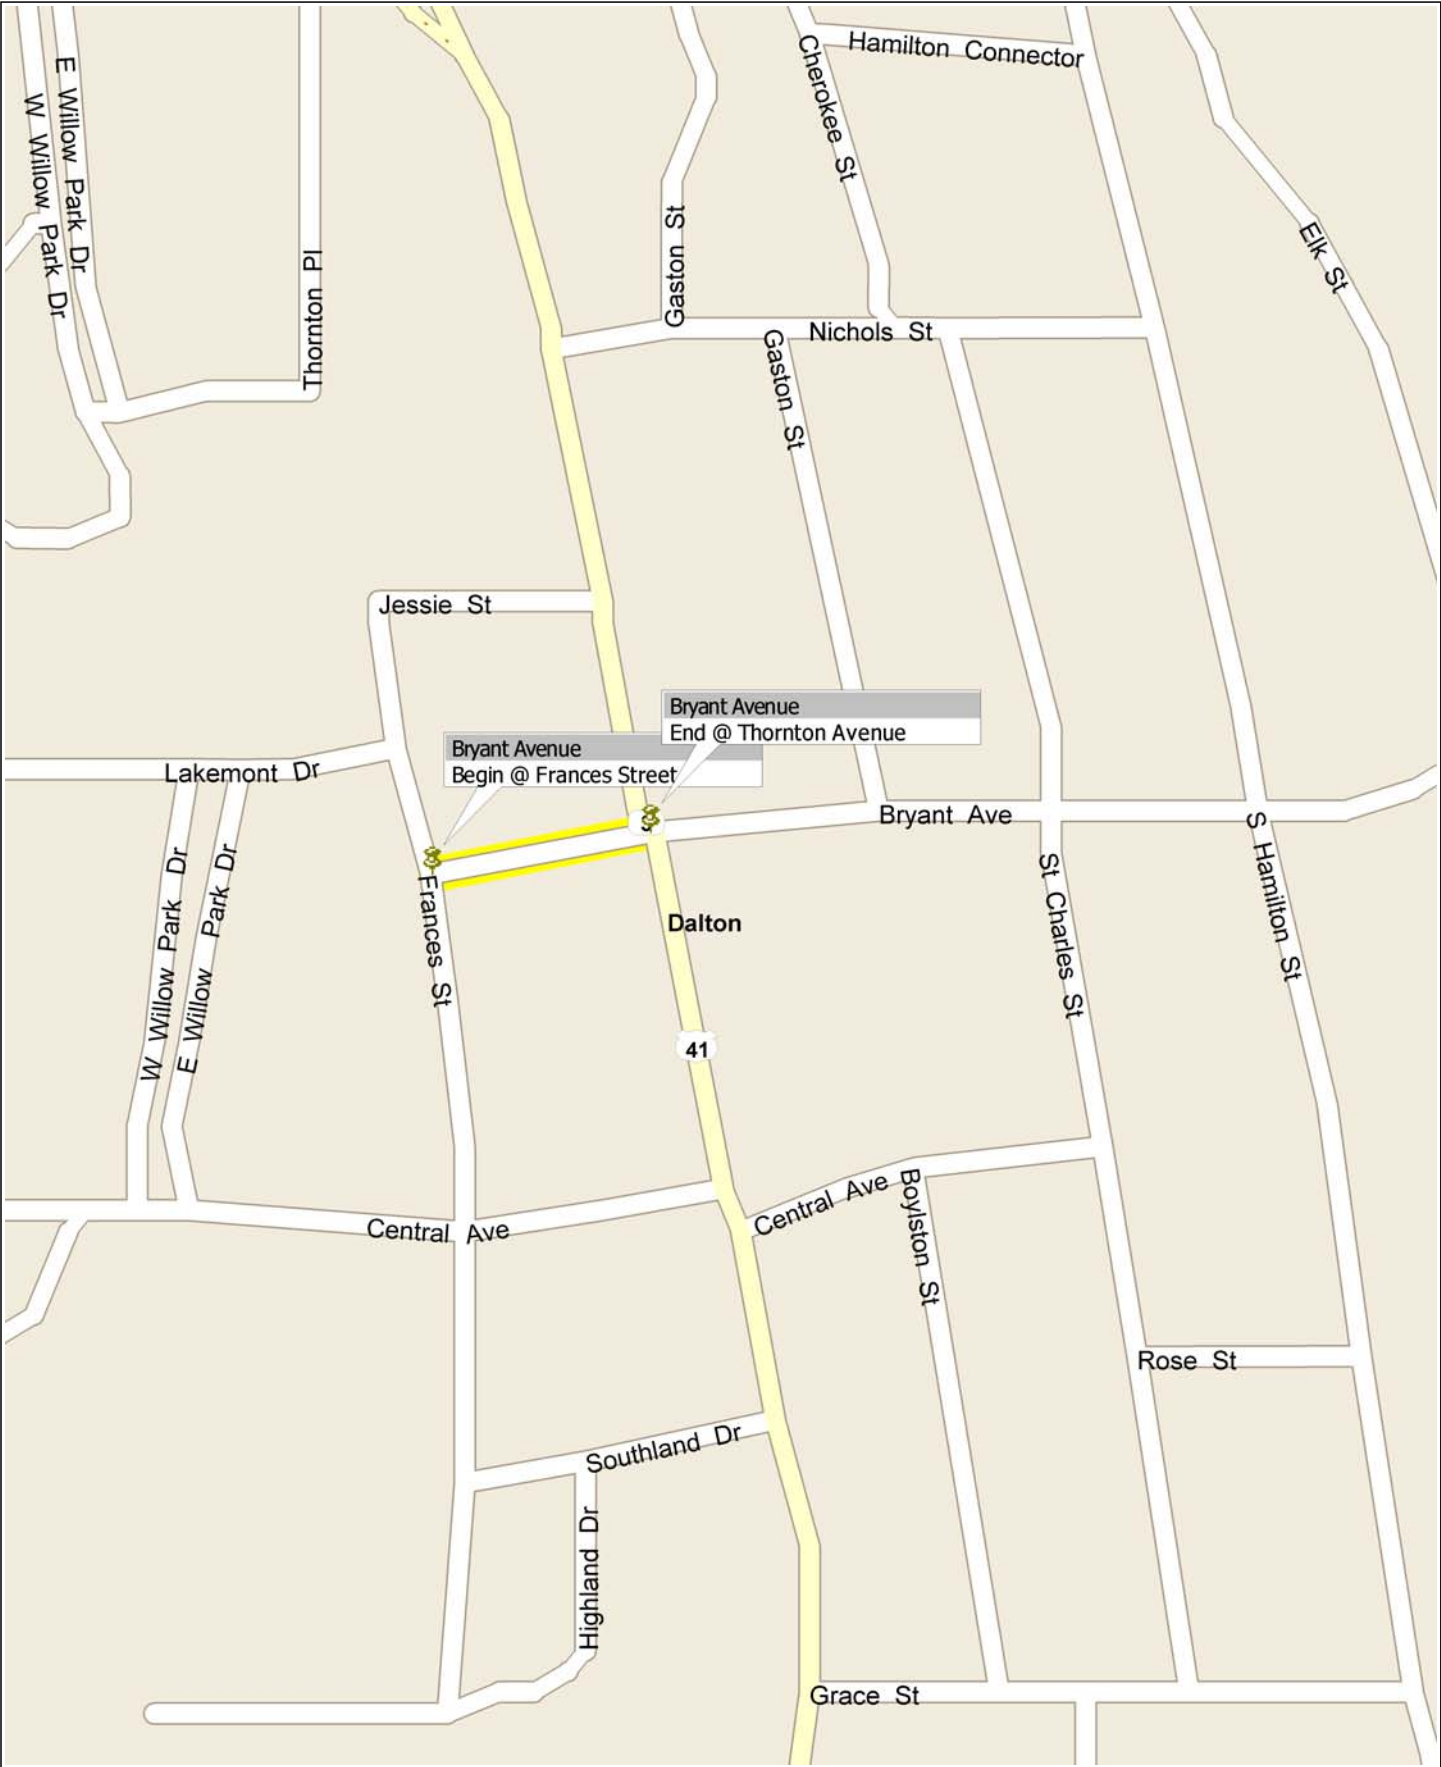 Hamilton Connector
Cherokee St
E Willow Park Dr
W Willow Park Dr
Elk St
Gaston St
Thornton Pl
Nichols St
Gaston St
Jessie St
Bryant Avenue
End @ Thornton Avenue
Bryant Avenue
Begin @ Frances Street
Lakemont Dr
Bryant Ave
S Hamilton St
W Willow Park Dr
E Willow Park Dr
Frances St
St Charles St
Dalton
41
Central Ave
Central Ave
Boylston St
Rose St
Southland Dr
Highland Dr
Grace St